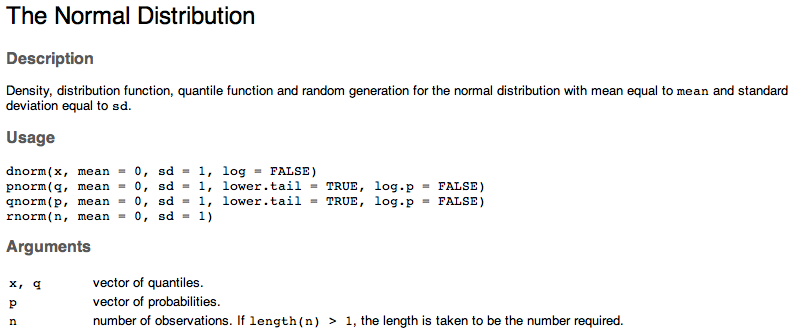 The Normal Distribution
Description
Density, distribution function, quantile function and random generation for the normal distribution with mean equal to mean and standard
deviation equal to sd.
Usage
dnorm(x, mean = 0, sd = 1, log = FALSE)
pnorm(q, mean = 0, sd = 1, lower.tail = TRUE, log.p = FALSE)
qnorm(p, mean = 0, sd = 1, lower.tail = TRUE, log.p = FALSE)
rnorm(n, mean = 0, sd = 1)
Arguments
x, q vector of quantiles.
p vector of probabilities.
n number of observations. If length(n) > 1, the length is taken to be the number required.